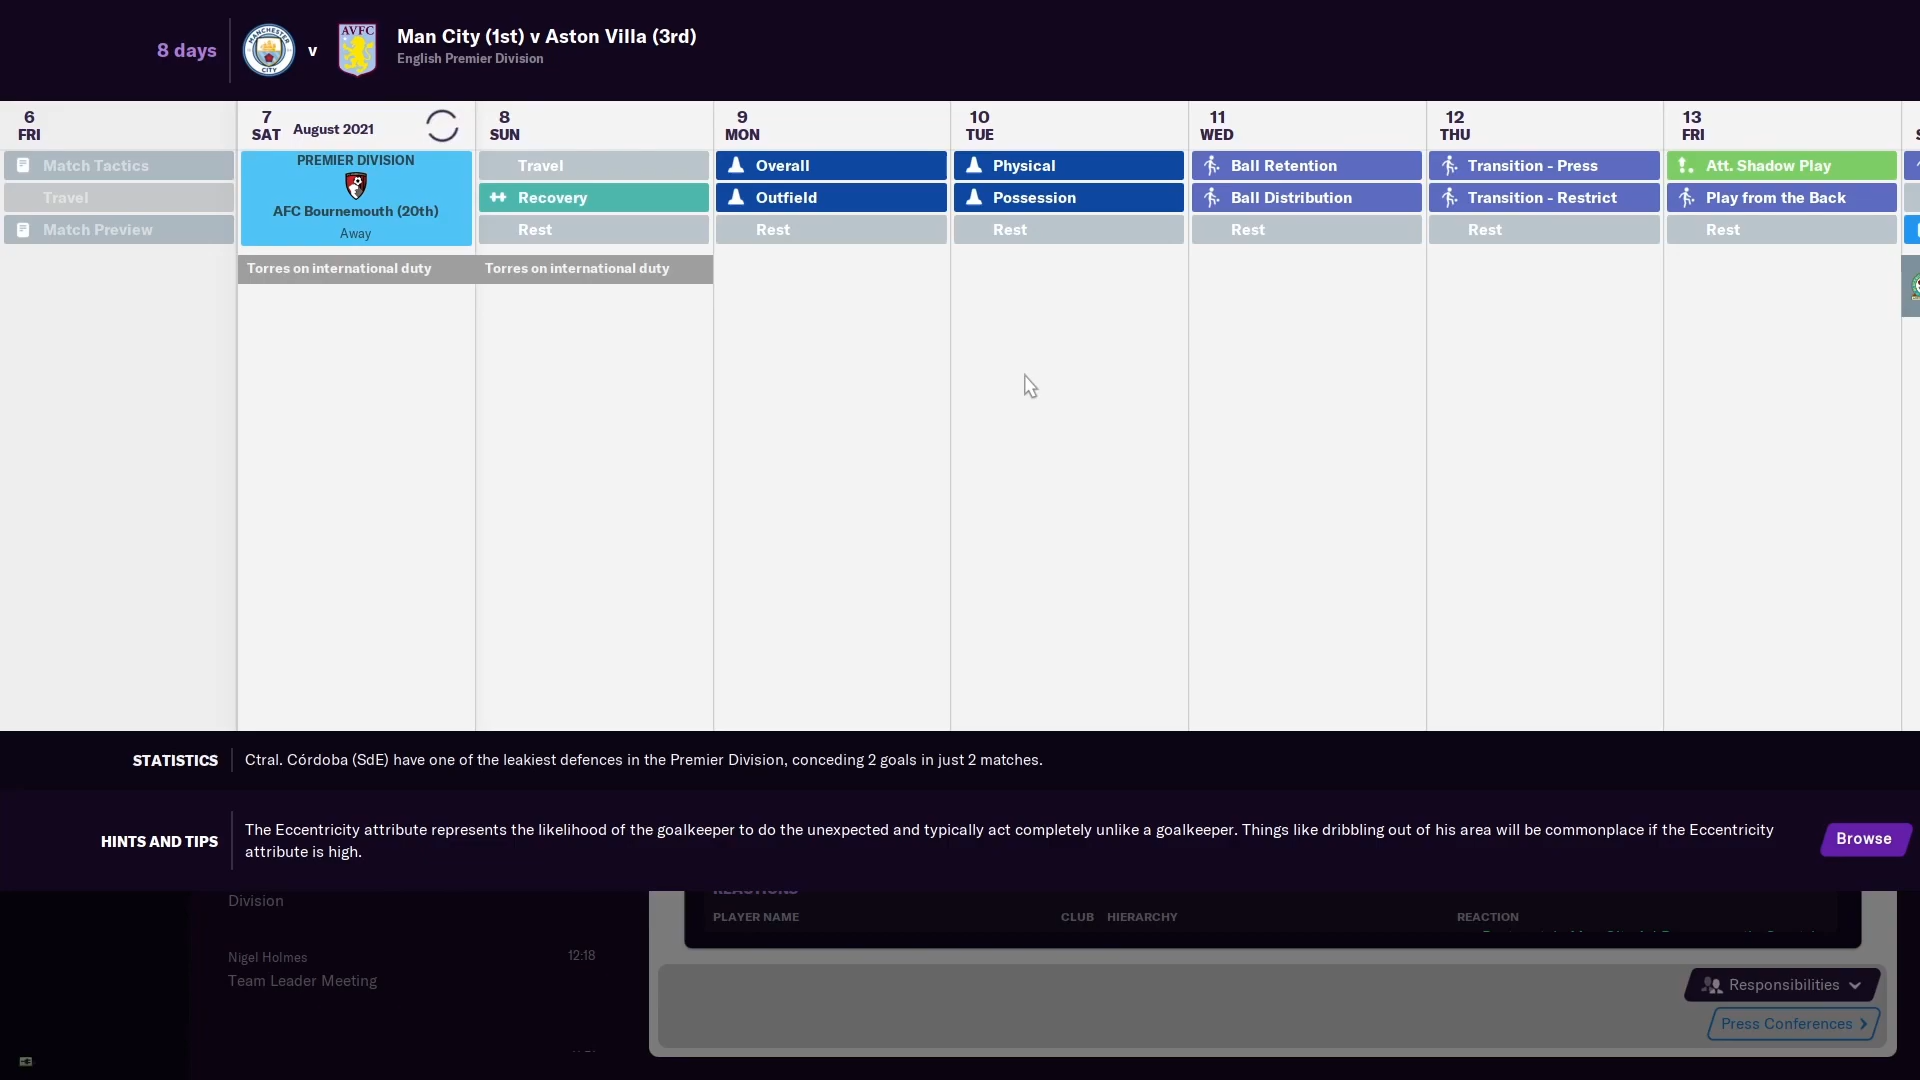 8 days
v
AVFC
MANCHESTER
CITY
Man City (1st) v Aston Villa (3rd)
English Premier Division
6
FRI
7
SAT August 2021
8
SUN
9
MON
10
TUE
11
WED
12
THU
13
FRI
Match Tactics
Travel
Match Preview
PREMIER DIVISION
AFC Bournemouth (20th)
Away
Torres on international duty
Travel
Recovery
Rest
Torres on international duty
Overall
Outfield
Rest
Physical
Possession
Rest
Ball Retention
Ball Distribution
Rest
Transition - Press
Transition - Restrict
Rest
Att. Shadow Play
Play from the Back
Rest
STATISTICS
Ctral. Córdoba (SdE) have one of the leakiest defences in the Premier Division, conceding 2 goals in just 2 matches.
HINTS AND TIPS
The Eccentricity attribute represents the likelihood of the goalkeeper to do the unexpected and typically act completely unlike a goalkeeper. Things like dribbling out of his area will be commonplace if the Eccentricity
attribute is high.
Browse
Division
REACTIONS
PLAYER NAME CLUB HIERARCHY REACTION
Nigel Holmes 12:18
Team Leader Meeting
Responsibilities
Press Conferences